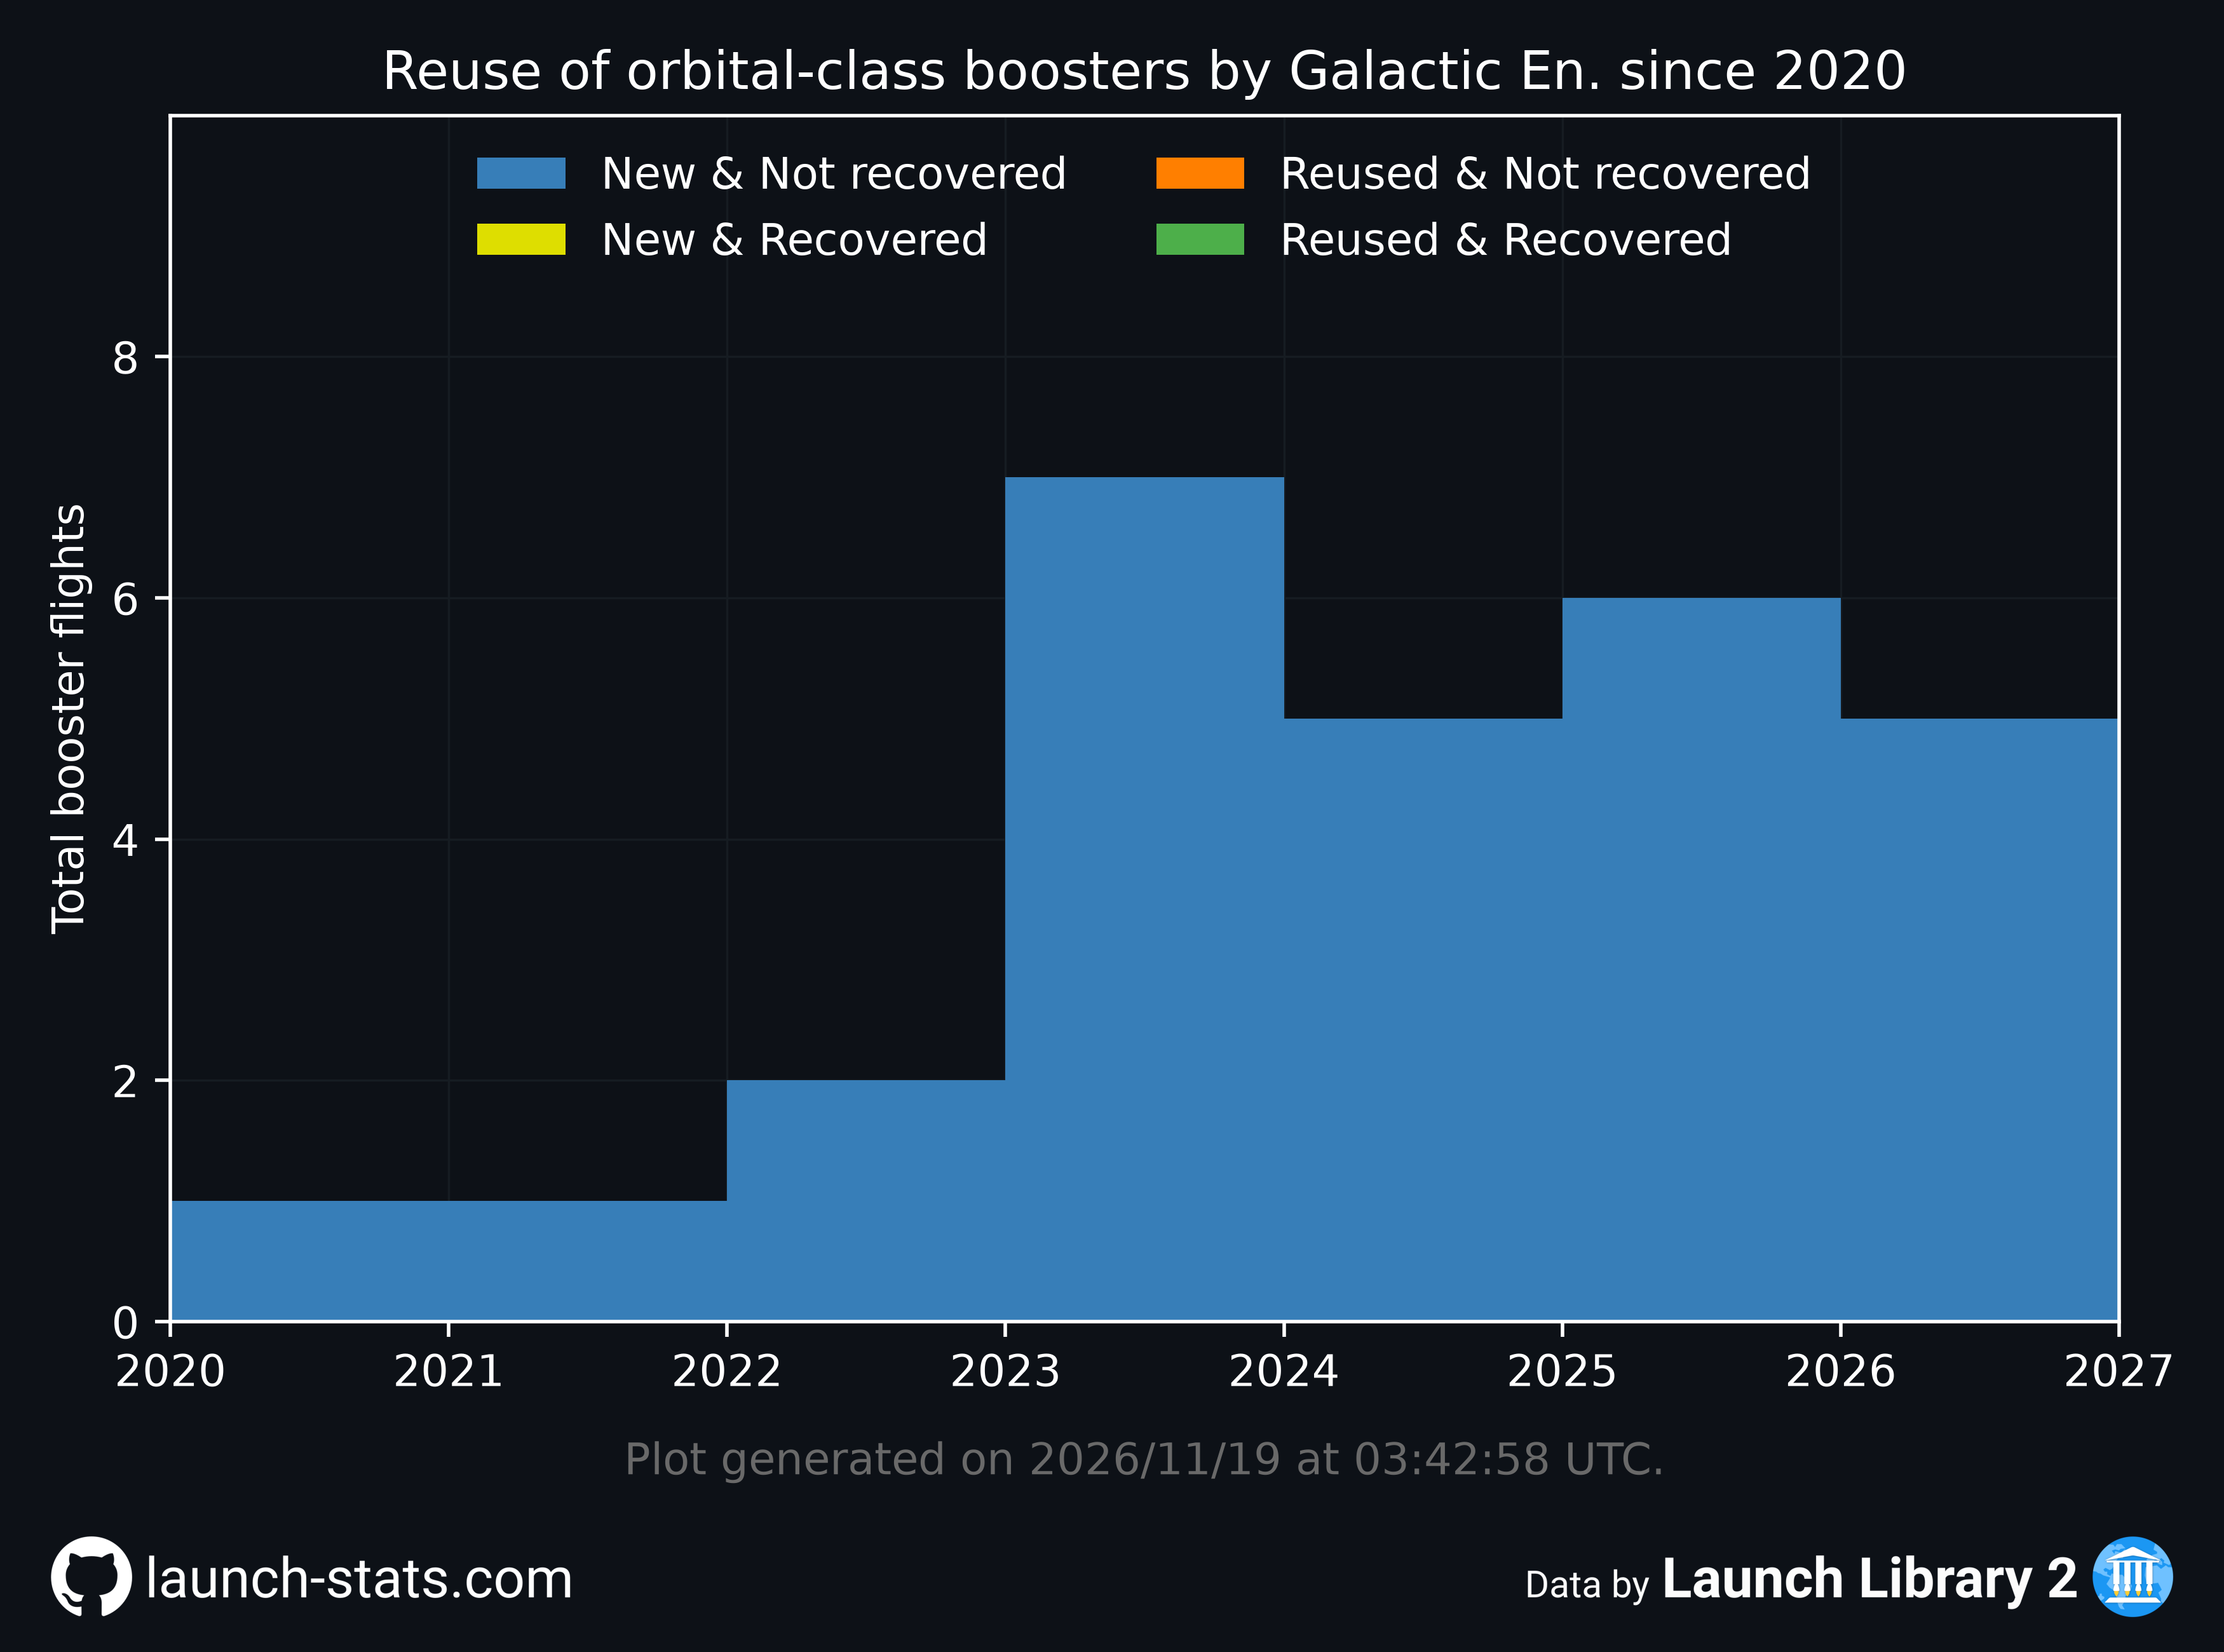 Reuse of orbital-class boosters by Galactic En. since 2020
New & Not recovered
Reused & Not recovered
New & Recovered
Reused & Recovered
Total booster flights
8
6
4
2
0
2020
2021
2022
2023
2024
2025
2026
2027
Plot generated on 2026/11/19 at 03:42:58 UTC.
launch-stats.com
Data by Launch Library 2